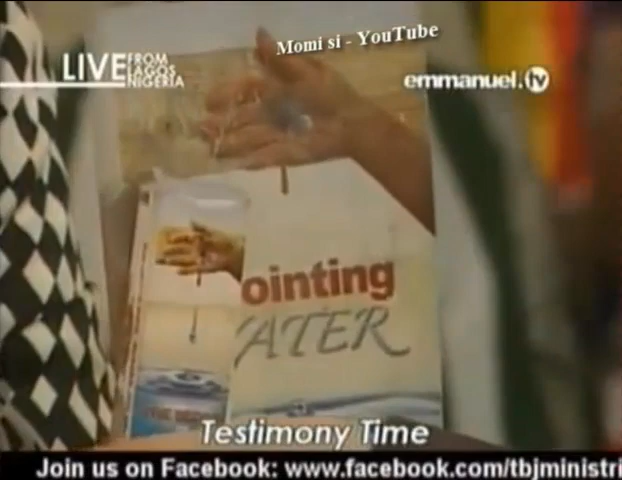 Momi si - YouTube
LIVE FROM LAGOS NIGERIA
emmanuel.tv
ointing
ATER
Testimony Time
Join us on Facebook: www.facebook.com/tbjministri